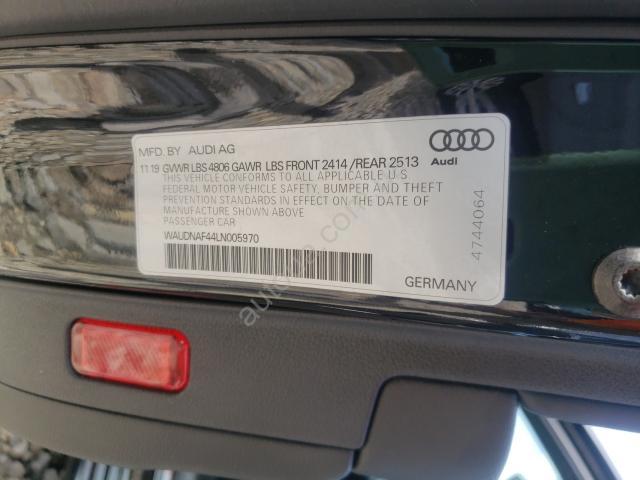 MFD. BY AUDI AG
11.19 GVWR LBS 4806 GAWR LBS FRONT 2414 /REAR 2513
THIS VEHICLE CONFORMS TO ALL APPLICABLE U.S
FEDERAL MOTOR VEHICLE SAFETY, BUMPER AND THEFT
PREVENTION STANDARDS IN EFFECT ON THE DATE OF
MANUFACTURE SHOWN ABOVE
PASSENGER CAR
WAUDNAF44LN005970
GERMANY
Audi
4744064